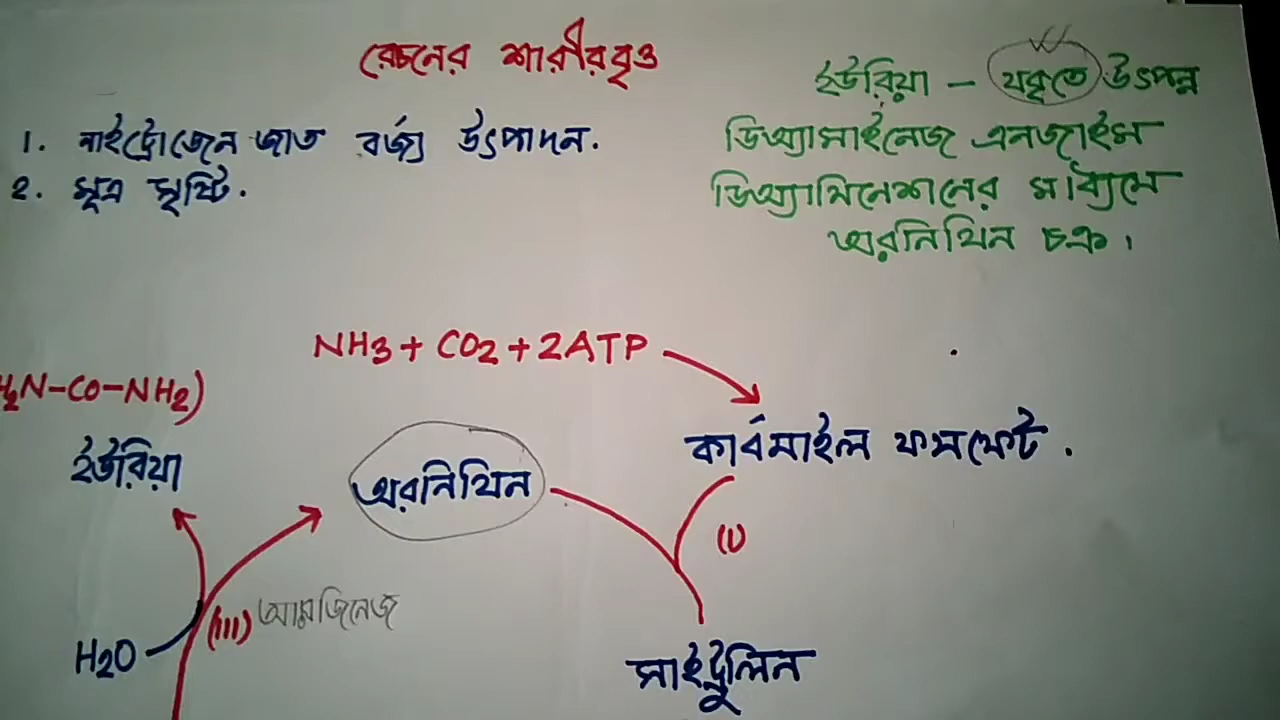 রেচনের শারীরবৃত্ত
1. নাইট্রোজেন জাত বর্জ্য উৎপাদন.
2. মূত্র সৃষ্টি.
ইউরিয়া – যকৃতে উৎপন্ন
ডিঅ্যামাইনেজ এনজাইম
ডিঅ্যামিনেশনের মাধ্যমে
অরনিথিন চক্র।
NH3 + CO2 + 2ATP
H2N-CO-NH2)
ইউরিয়া
অরনিথিন
কার্বমাইল ফসফেট.
(i)
(iii) আরজিনেজ
H2O
সাইট্রুলিন